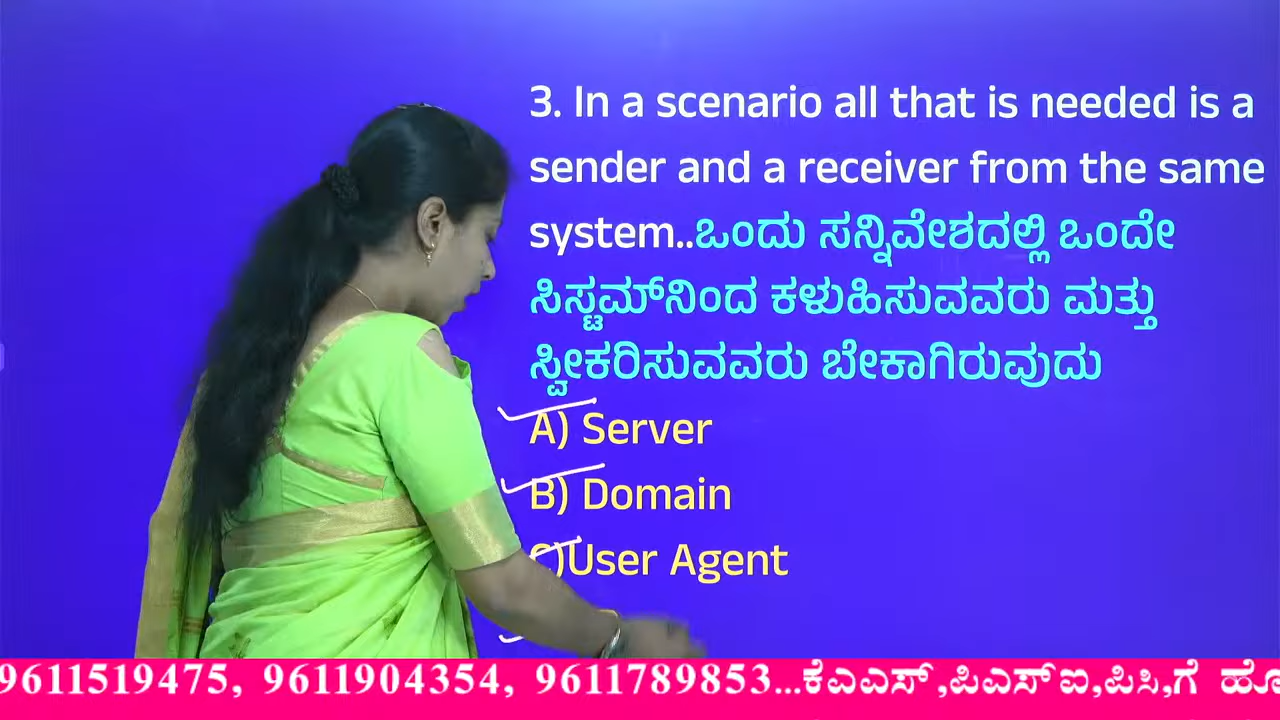 3. In a scenario all that is needed is a
sender and a receiver from the same
system..ಒಂದು ಸನ್ನಿವೇಶದಲ್ಲಿ ಒಂದೇ
ಸಿಸ್ಟಮ್‌ನಿಂದ ಕಳುಹಿಸುವವರು ಮತ್ತು
ಸ್ವೀಕರಿಸುವವರು ಬೇಕಾಗಿರುವುದು
A) Server
B) Domain
C)User Agent
9611519475, 9611904354, 9611789853...ಕೆಎಎಸ್ ,ಪಿಎಸ್ಐ,ಪಿಸಿ,ಗೆ